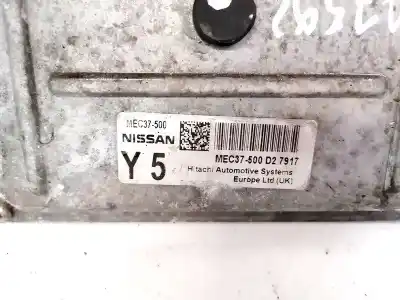 MEC37-500
NISSAN
Y 5
MEC37-500 D2 7917
Hitachi Automotive Systems
Europe Ltd (UK)